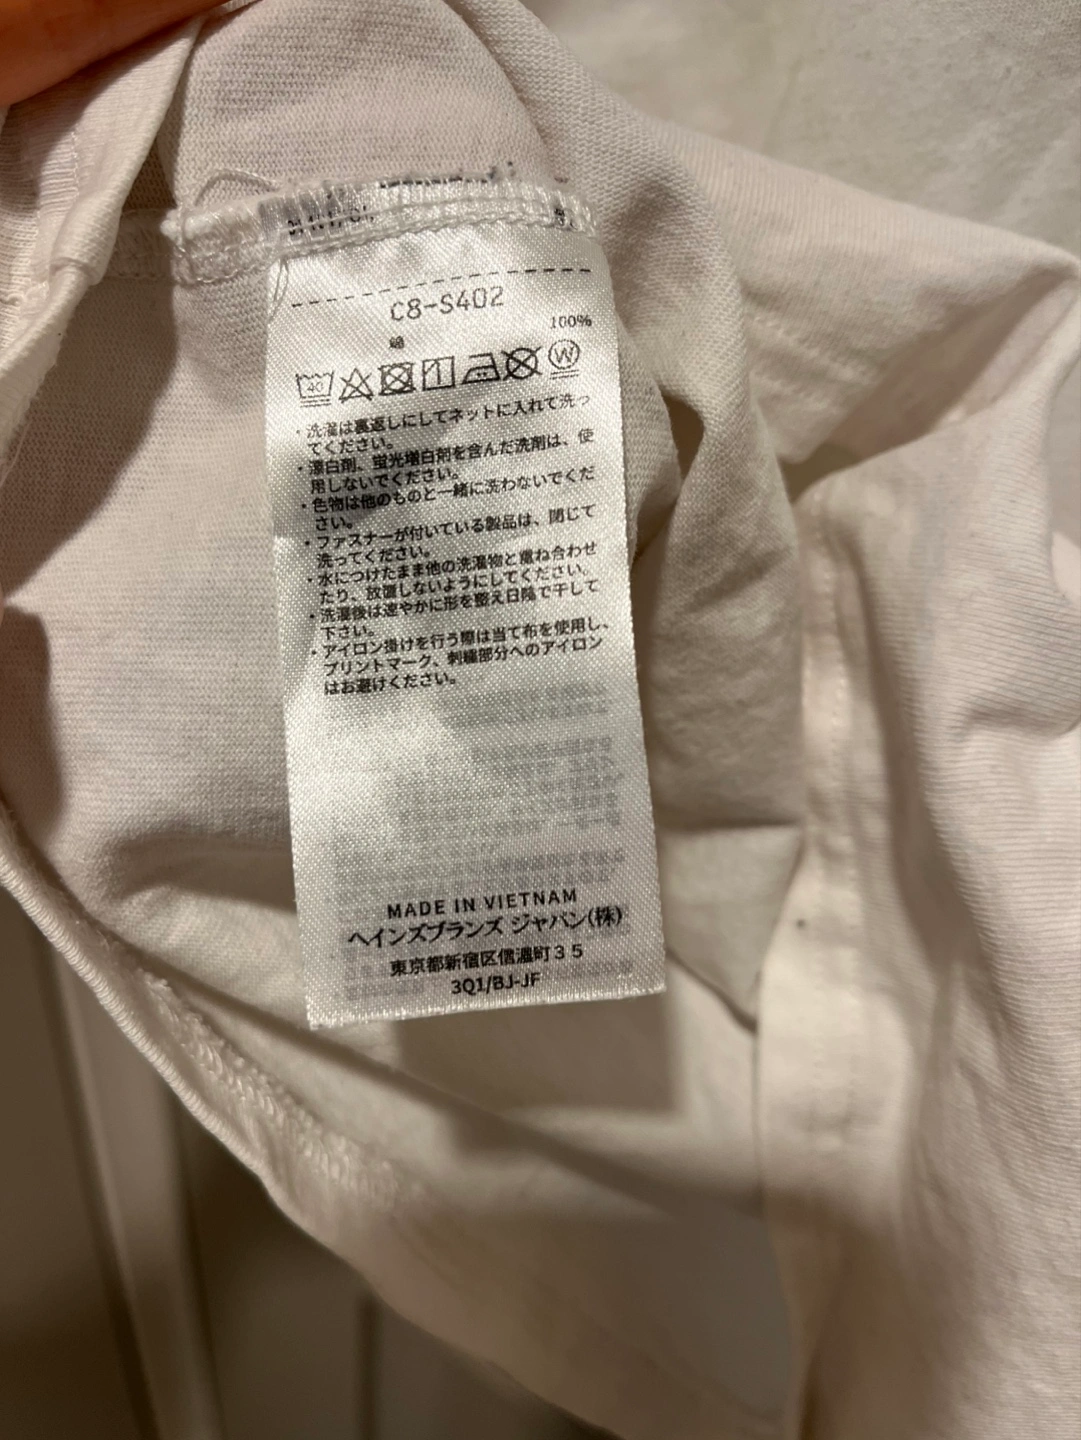 C8-S402
綿 100%
40
W
・洗濯は裏返しにしてネットに入れて洗っ
てください。
・漂白剤、蛍光増白剤を含んだ洗剤は、使
用しないでください。
・色物は他のものと一緒に洗わないでくだ
さい。
・ファスナーが付いている製品は、閉じて
洗ってください。
・水につけたまま他の洗濯物と重ね合わせ
たり、放置しないようにしてください。
・洗濯後は速やかに形を整え日陰で干して
下さい。
・アイロン掛けを行う際は当て布を使用し、
プリントマーク、刺繍部分へのアイロン
はお避けください。
MADE IN VIETNAM
ヘインズブランズ ジャパン(株)
東京都新宿区信濃町３５
3Q1/BJ-JF